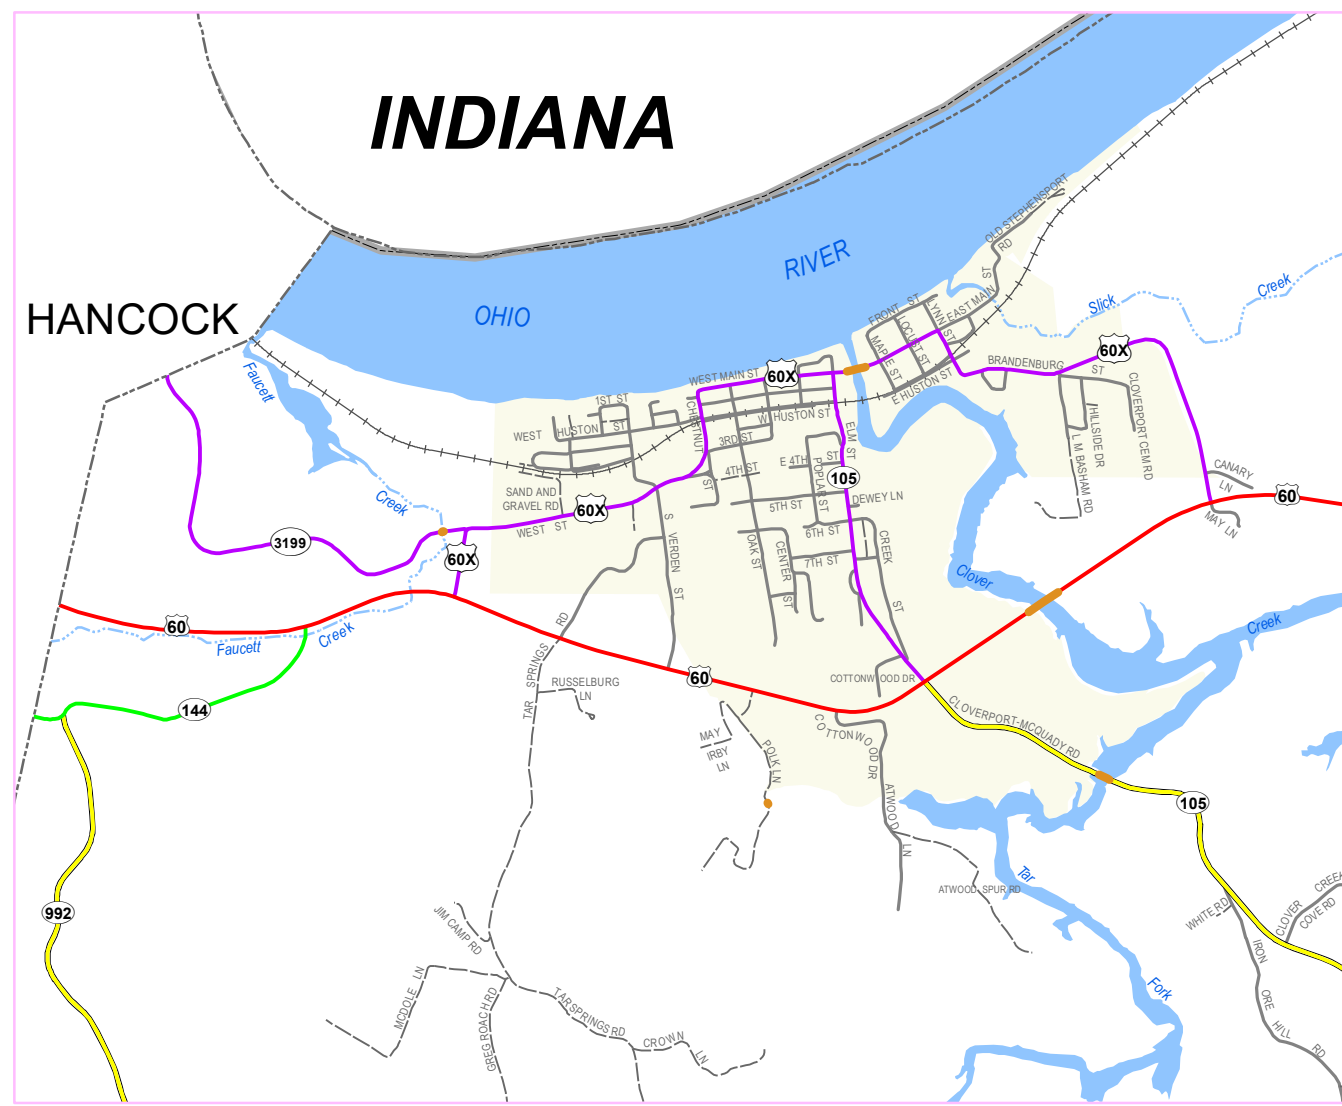 INDIANA
HANCOCK
OHIO
RIVER
OLD STEPHENSPORT
RD
ST
EAST MAIN
FRONT ST
LYNN ST
LOCUST ST
MAPLE ST
E HUSTON ST
Slick
Creek
60X
BRANDENBURG
ST
CLOVERPORT CEM RD
HILLSIDE DR
L M BASHAM RD
CANARY
LN
60
MAY LN
WEST MAIN ST
60X
1ST ST
WEST HUSTON ST
W HUSTON ST
CHESTNUT
ST
3RD ST
4TH ST
E 4TH ST
ELM ST
POPLAR ST
105
DEWEY LN
5TH ST
6TH ST
7TH ST
OAK ST
CENTER
ST
CREEK
ST
SAND AND
GRAVEL RD
60X
WEST ST
S VERDEN ST
Faucett
Creek
3199
60X
60
Faucett
Creek
144
992
TAR SPRINGS RD
RUSSELBURG
LN
60
Clover
Creek
COTTONWOOD DR
CLOVERPORT-MCQUADY RD
COTTONWOOD DR
MAY
IRBY
LN
POLK LN
ATWOOD LN
105
ATWOOD SPUR RD
Tar
Fork
WHITE RD
CLOVER CREEK
COVE RD
IRON ORE HILL RD
JIM CAMP RD
MCDOLE LN
GREG ROACH RD
TAR SPRINGS RD
CROWN LN